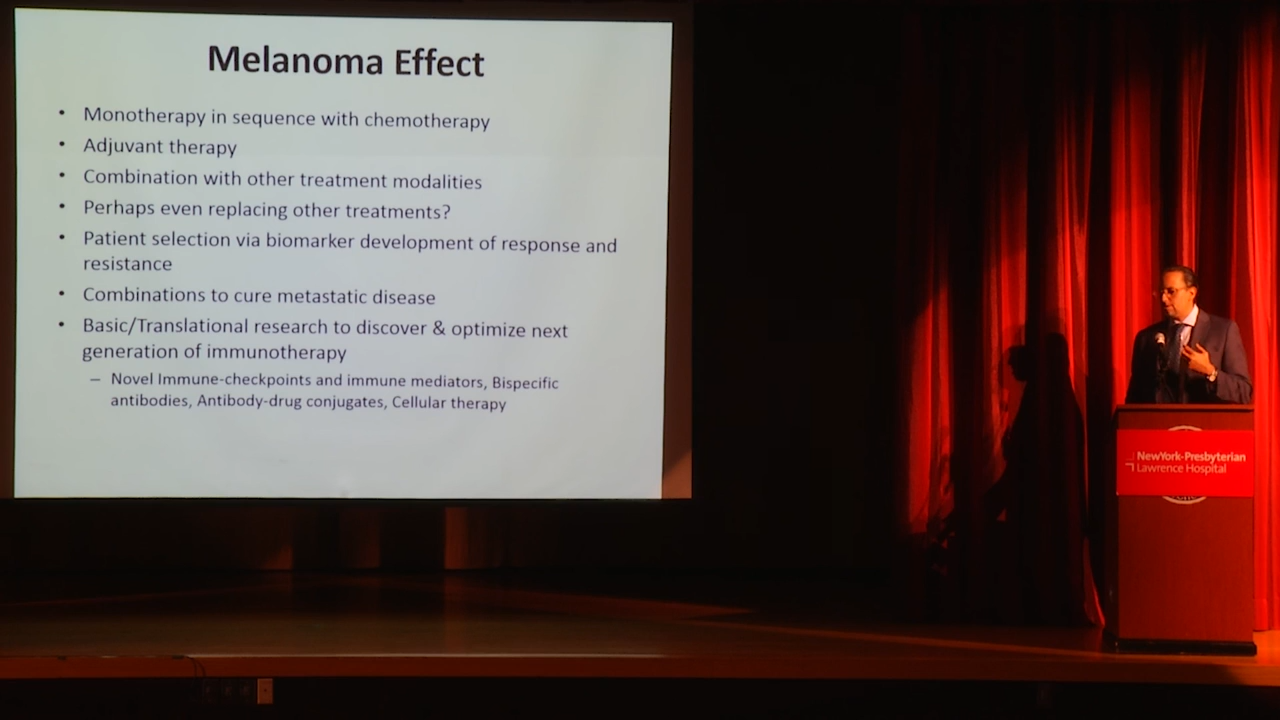 Melanoma Effect
• Monotherapy in sequence with chemotherapy
• Adjuvant therapy
• Combination with other treatment modalities
• Perhaps even replacing other treatments?
• Patient selection via biomarker development of response and
resistance
• Combinations to cure metastatic disease
• Basic/Translational research to discover & optimize next
generation of immunotherapy
– Novel Immune-checkpoints and immune mediators, Bispecific
antibodies, Antibody-drug conjugates, Cellular therapy
NewYork-Presbyterian
Lawrence Hospital